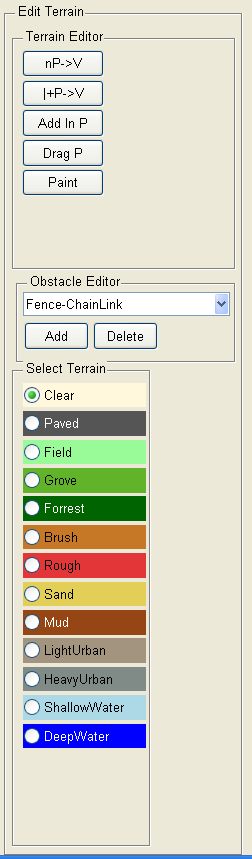 Edit Terrain
Terrain Editor
nP->V
|+P->V
Add In P
Drag P
Paint
Obstacle Editor
Fence-ChainLink
Add Delete
Select Terrain
Clear
Paved
Field
Grove
Forrest
Brush
Rough
Sand
Mud
LightUrban
HeavyUrban
ShallowWater
DeepWater